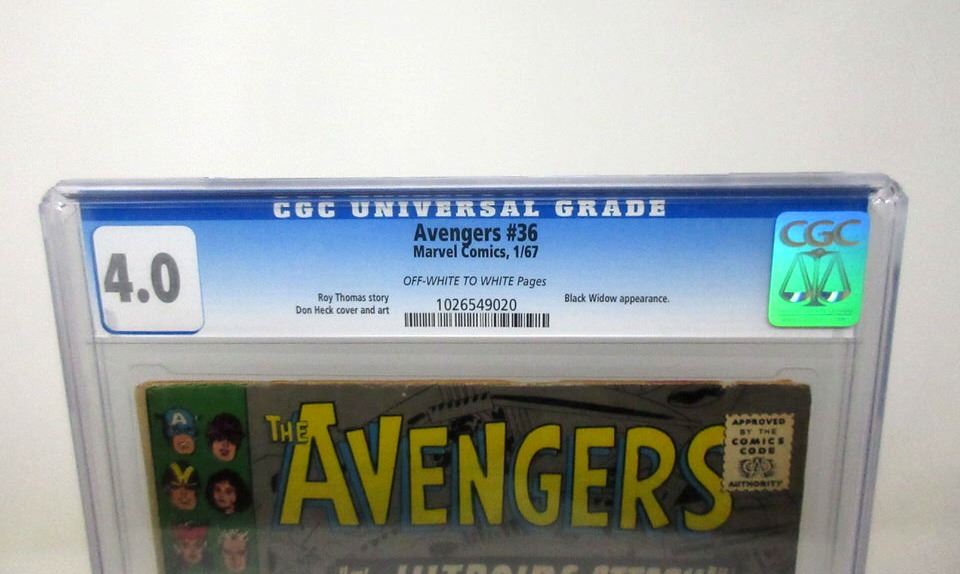 CGC UNIVERSAL GRADE
4.0
Avengers #36
Marvel Comics, 1/67
OFF-WHITE TO WHITE Pages
Roy Thomas story
Don Heck cover and art
1026549020
Black Widow appearance.
CGC
THE AVENGERS
APPROVED
BY THE
COMICS
CODE
CA
AUTHORITY
A